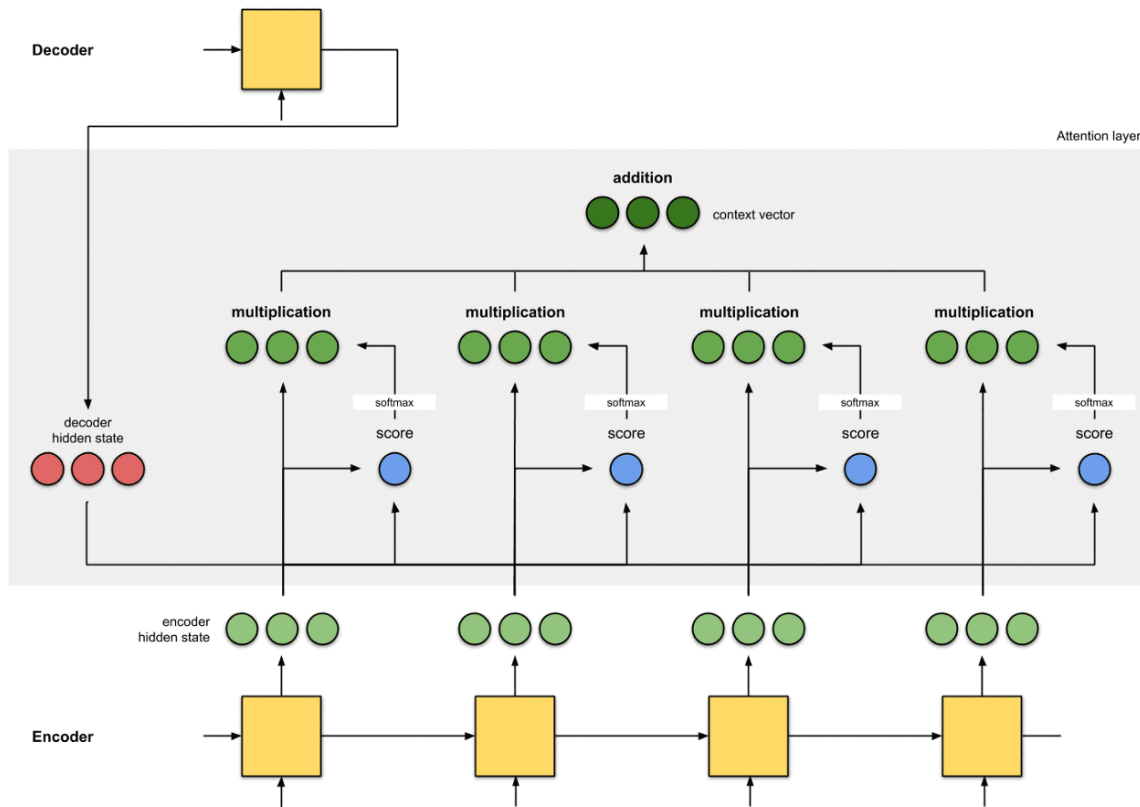 Decoder
Attention layer
addition
context vector
multiplication
multiplication
multiplication
multiplication
softmax
softmax
softmax
softmax
decoder
hidden state
score
score
score
score
encoder
hidden state
Encoder